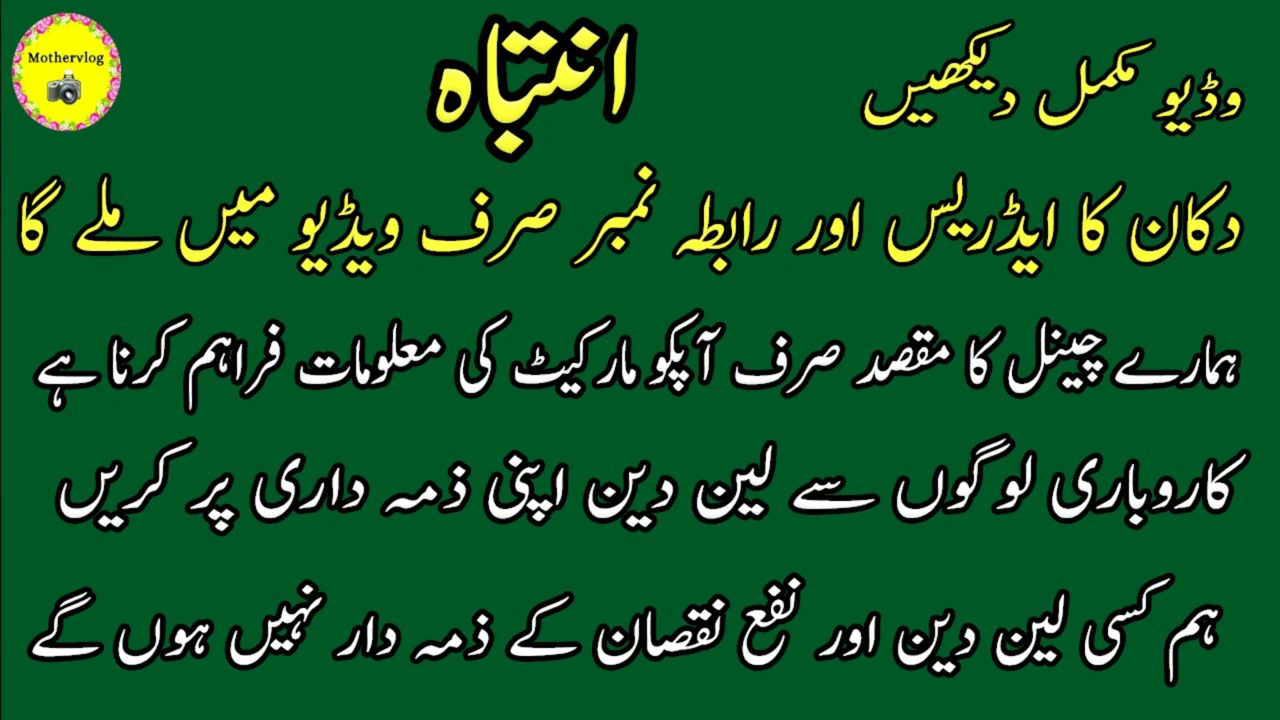 Mothervlog
وڈیو مکمل دیکھیں
انتباہ
دکان کا ایڈریس اور رابطہ نمبر صرف ویڈیو میں ملے گا
ہمارے چینل کا مقصد صرف آپکو مارکیٹ کی معلومات فراہم کرنا ہے
کاروباری لوگوں سے لین دین اپنی ذمہ داری پر کریں
ہم کسی لین دین اور نفع نقصان کے ذمہ دار نہیں ہوں گے